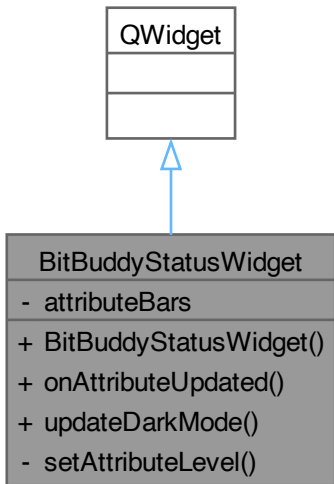 QWidget
BitBuddyStatusWidget
- attributeBars
+ BitBuddyStatusWidget()
+ onAttributeUpdated()
+ updateDarkMode()
- setAttributeLevel()